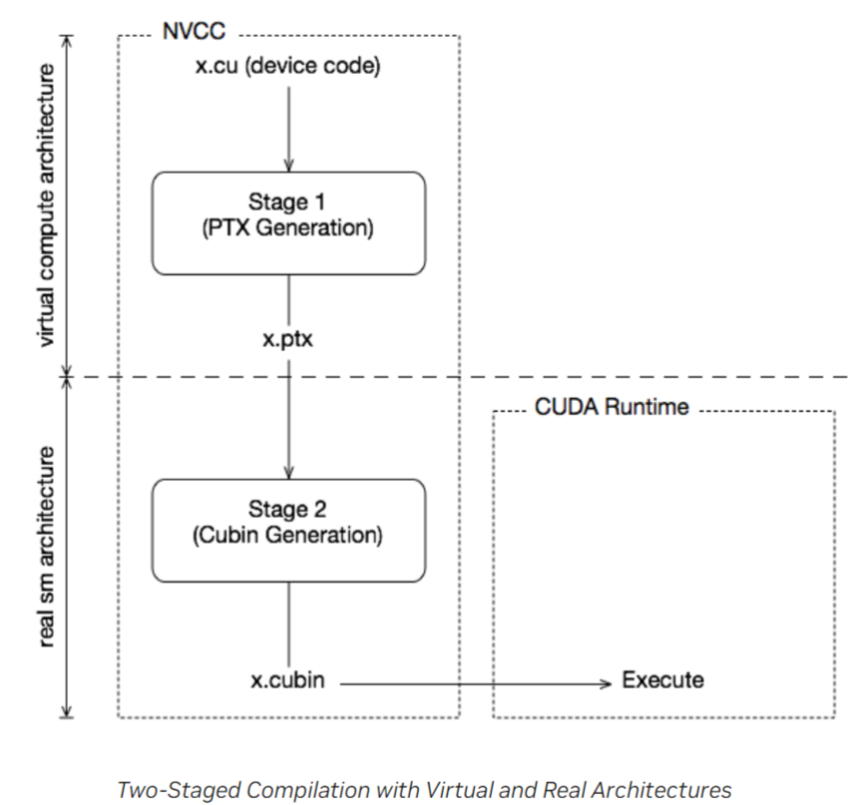 NVCC
x.cu (device code)
virtual compute architecture
Stage 1
(PTX Generation)
x.ptx
CUDA Runtime
real sm architecture
Stage 2
(Cubin Generation)
x.cubin
Execute
Two-Staged Compilation with Virtual and Real Architectures